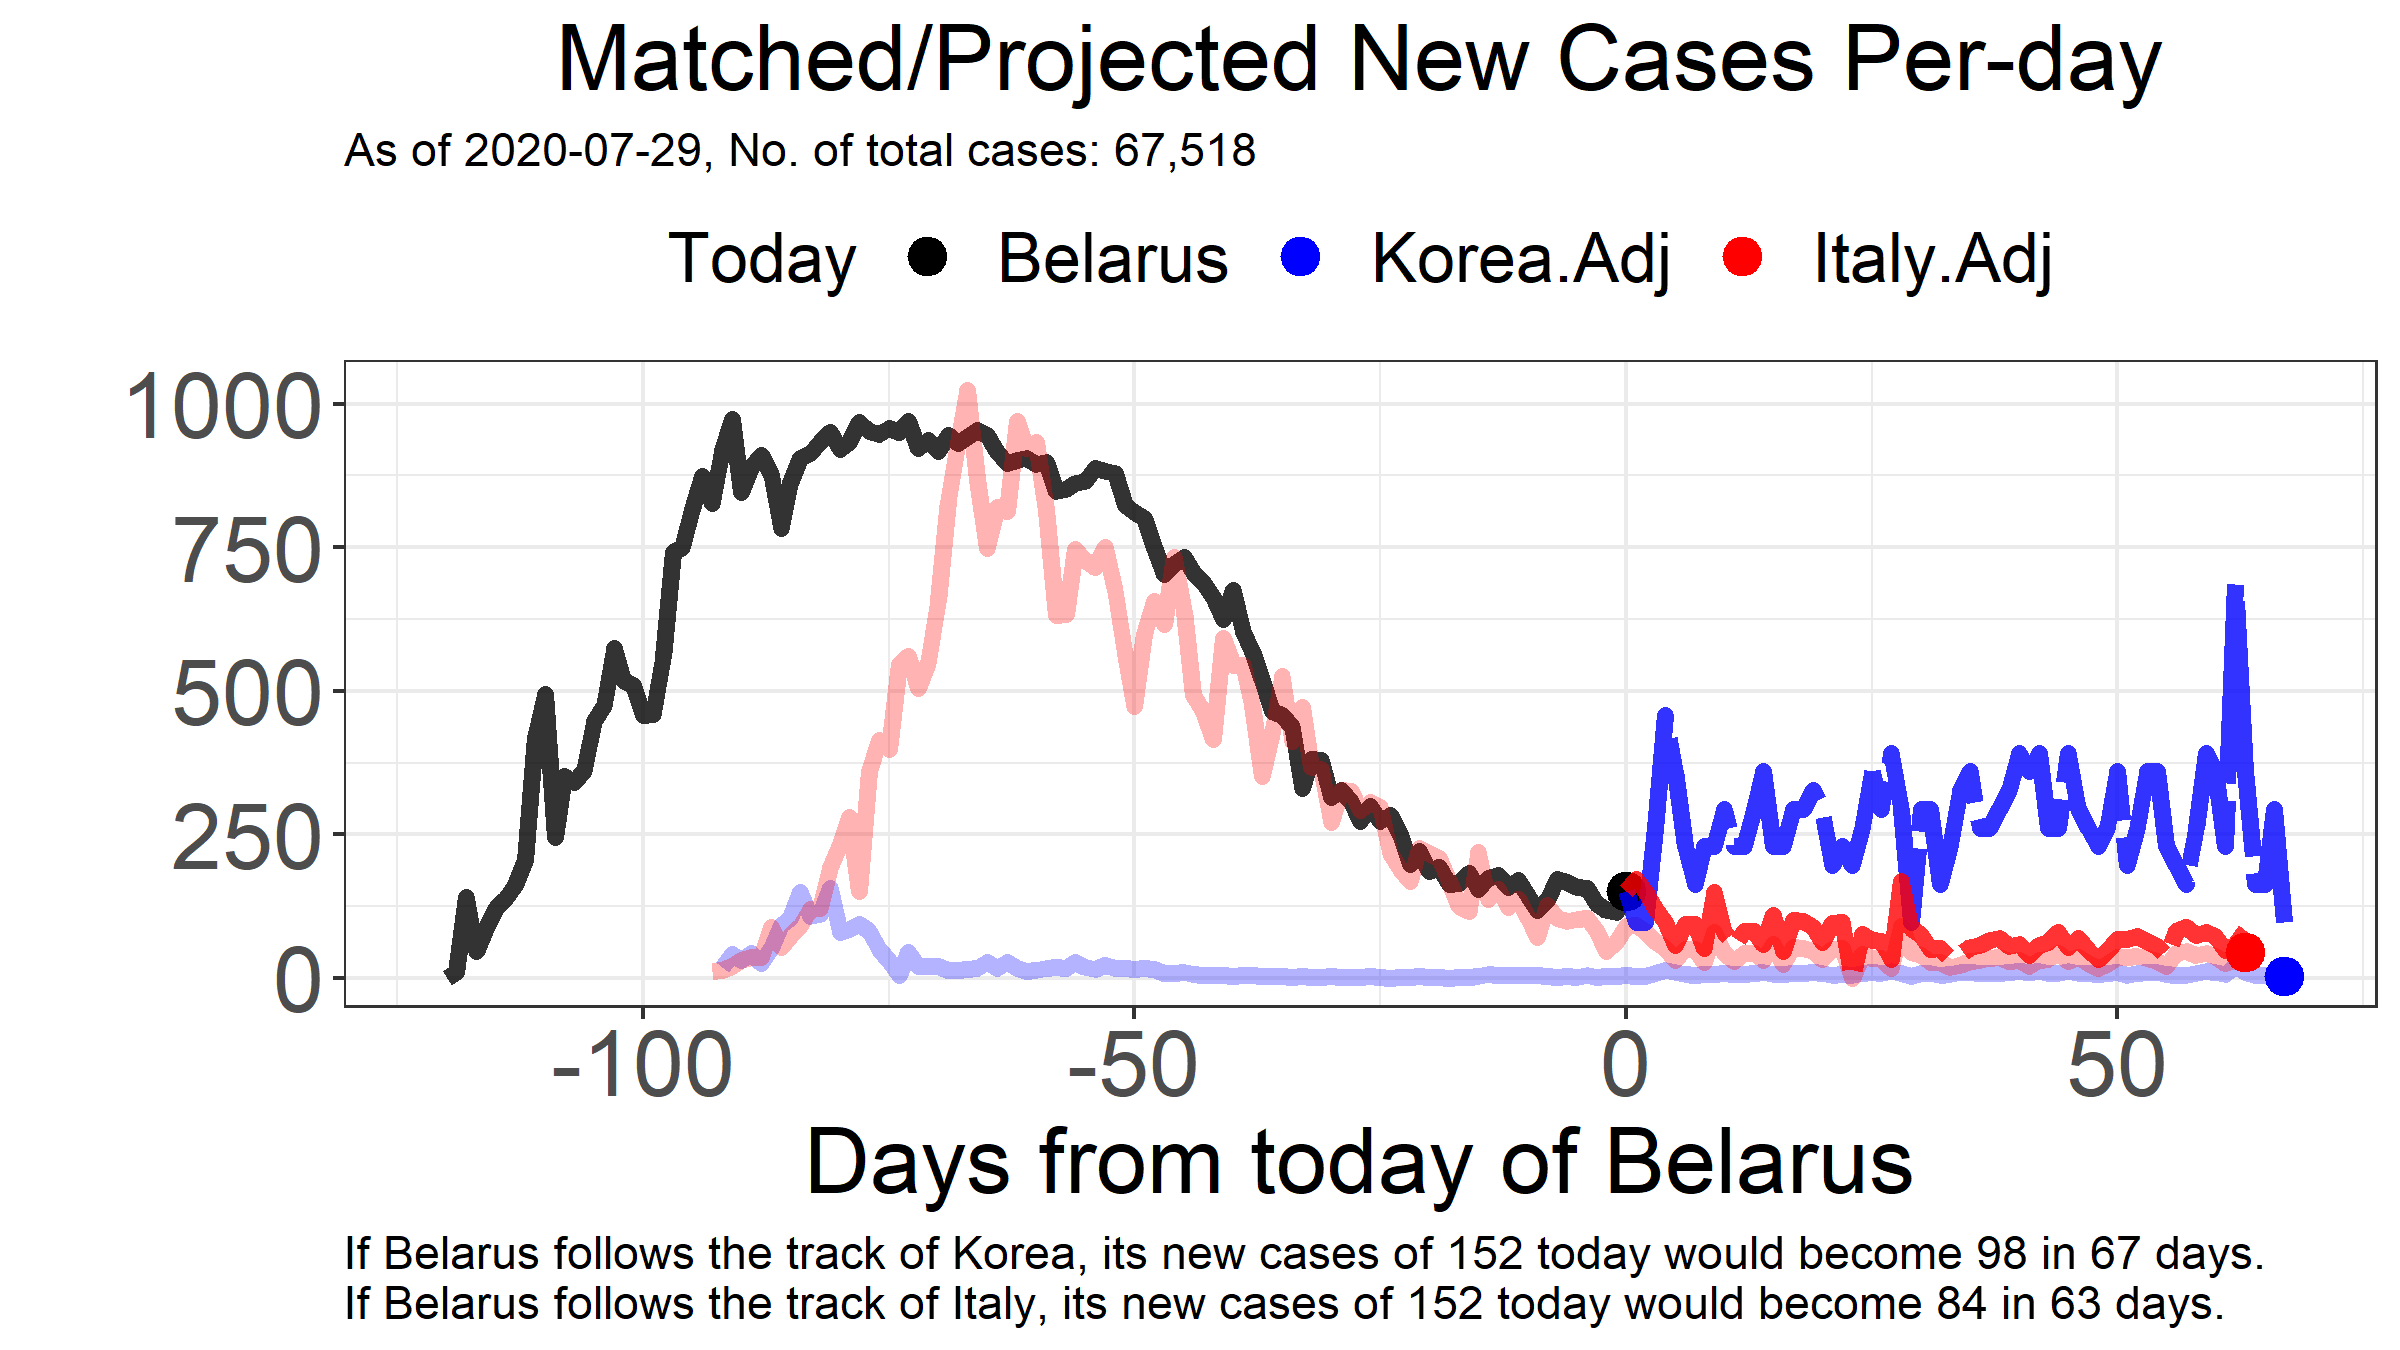 Matched/Projected New Cases Per-day
As of 2020-07-29, No. of total cases: 67,518
Today Belarus Korea.Adj Italy.Adj
1000
750
500
250
0
-100 -50 0 50
Days from today of Belarus
If Belarus follows the track of Korea, its new cases of 152 today would become 98 in 67 days.
If Belarus follows the track of Italy, its new cases of 152 today would become 84 in 63 days.